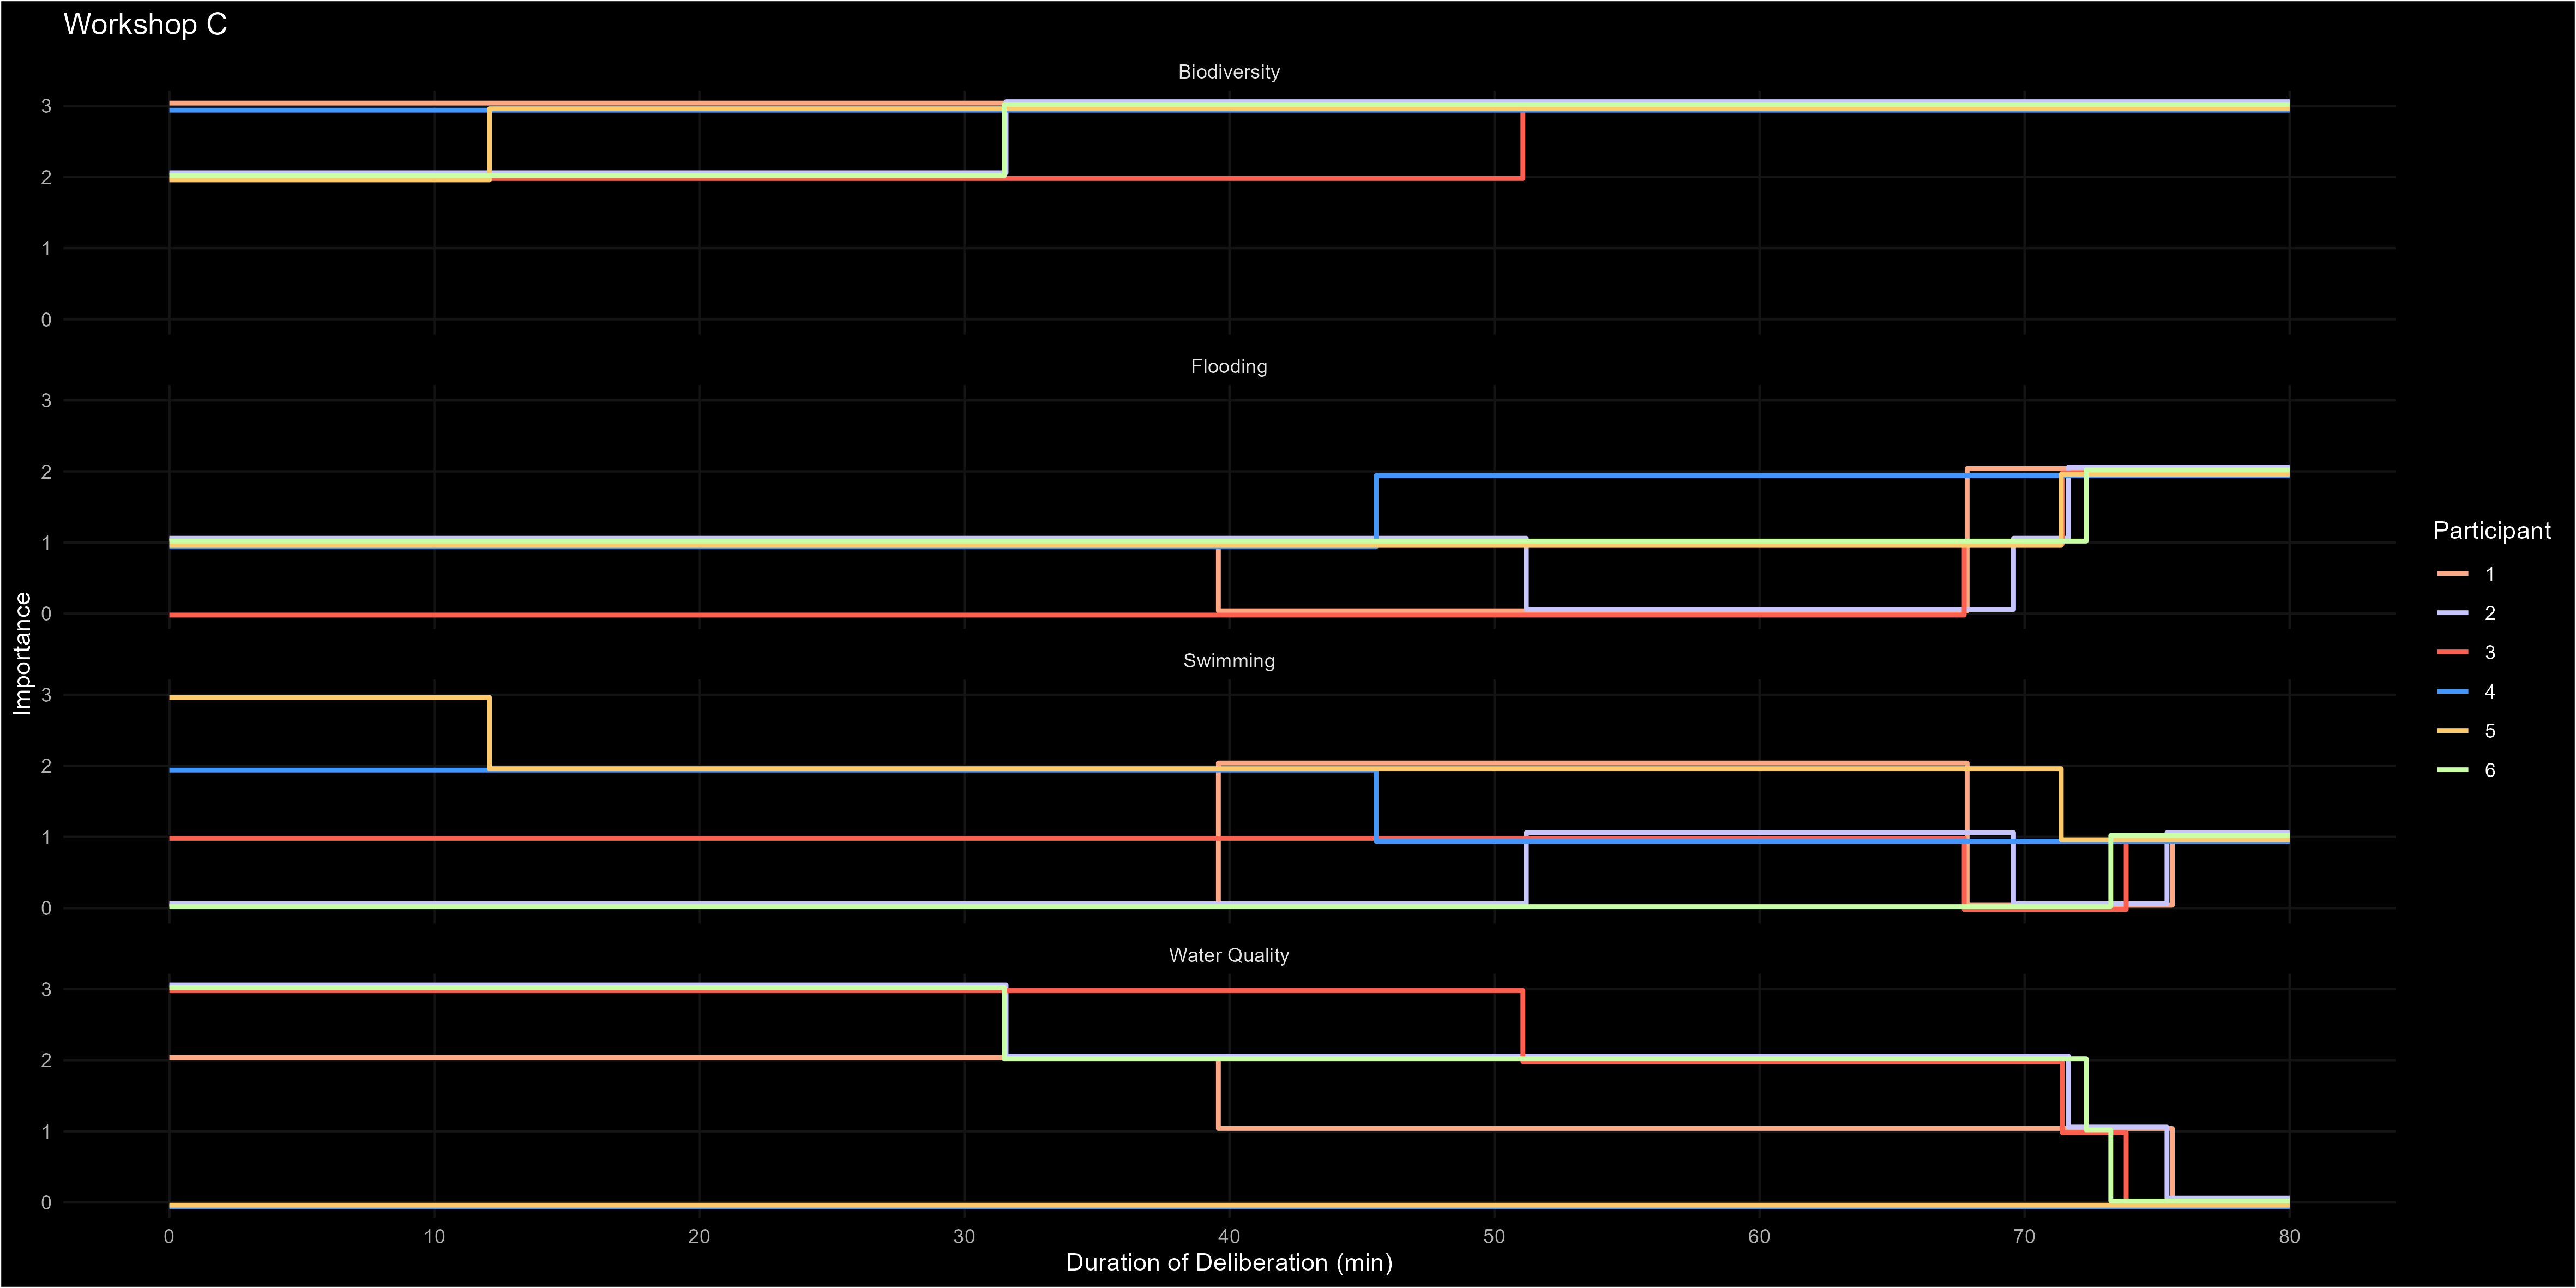 Workshop C
Biodiversity
3
2
1
0
Flooding
3
2
1
0
Swimming
3
2
1
0
Water Quality
3
2
1
0
0 10 20 30 40 50 60 70 80
Duration of Deliberation (min)
Importance
Participant
1
2
3
4
5
6